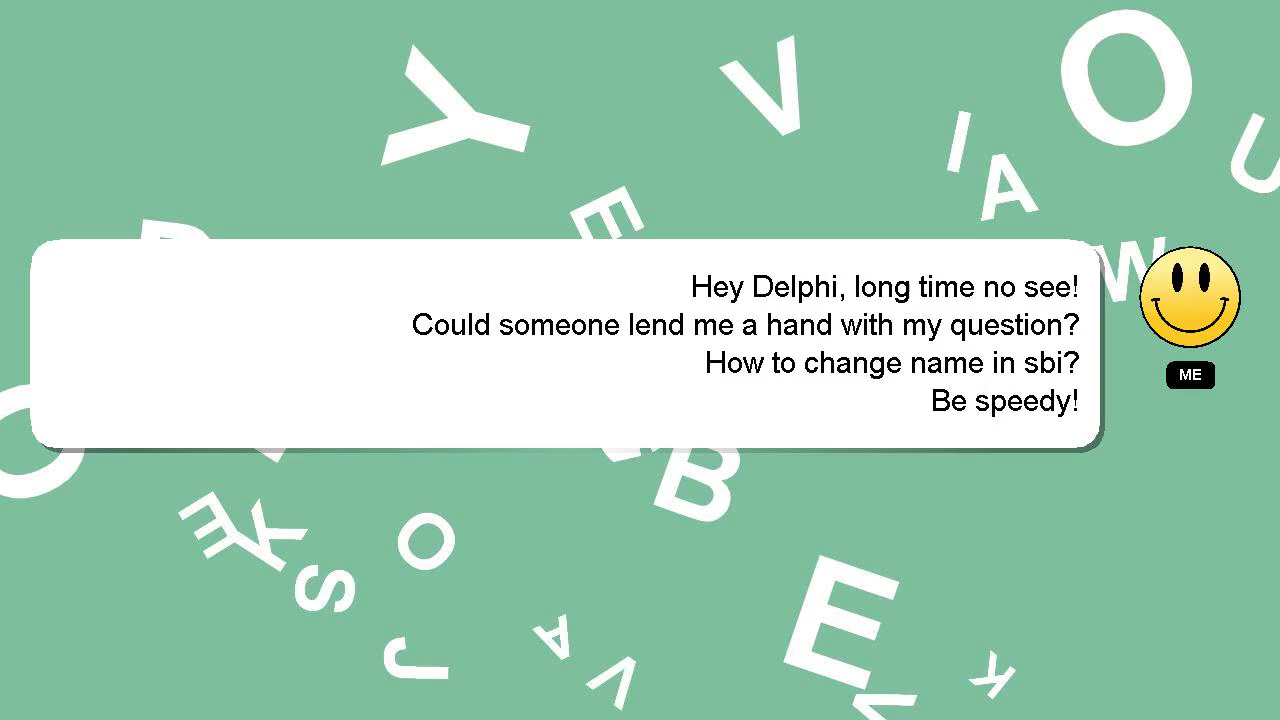 Hey Delphi, long time no see!
Could someone lend me a hand with my question?
How to change name in sbi?
Be speedy!
ME
Y
V
O
I
A
U
E
W
B
E
K
S
O
J
A
V
E
K